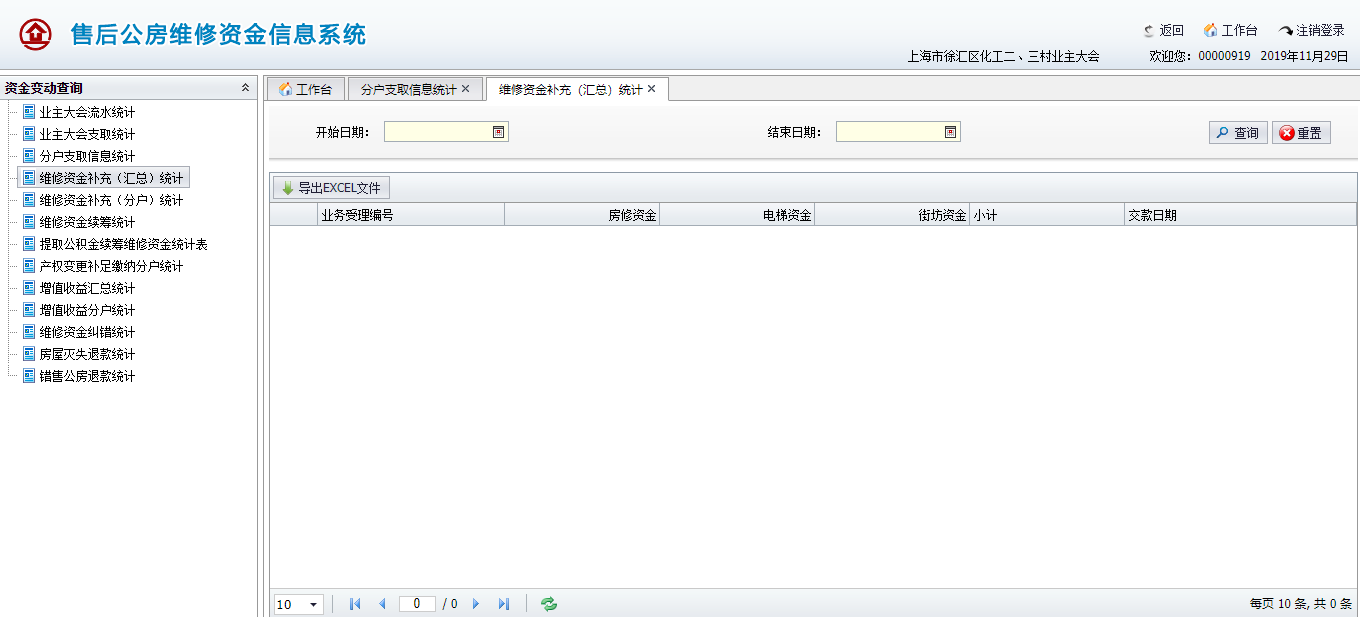 售后公房维修资金信息系统
返回 工作台 注销登录
上海市徐汇区化工二、三村业主大会 欢迎您：00000919 2019年11月29日
资金变动查询
业主大会流水统计
业主大会支取统计
分户支取信息统计
维修资金补充（汇总）统计
维修资金补充（分户）统计
维修资金续筹统计
提取公积金续筹维修资金统计表
产权变更补足缴纳分户统计
增值收益汇总统计
增值收益分户统计
维修资金纠错统计
房屋灭失退款统计
错售公房退款统计
工作台 分户支取信息统计 维修资金补充（汇总）统计
开始日期： 结束日期： 查询 重置
导出EXCEL文件
业务受理编号 房修资金 电梯资金 街坊资金 小计 交款日期
10 0 / 0 每页 10 条, 共 0 条